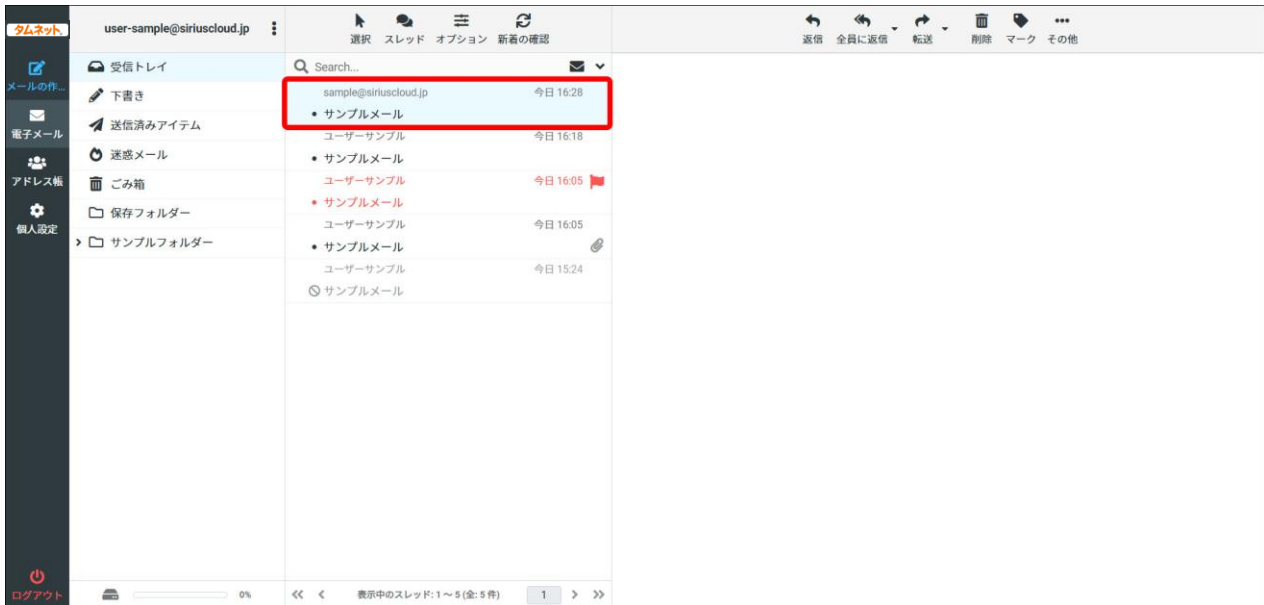 タムネット
メールの作...
電子メール
アドレス帳
個人設定
ログアウト
user-sample@siriuscloud.jp
受信トレイ
下書き
送信済みアイテム
迷惑メール
ごみ箱
保存フォルダー
サンプルフォルダー
0%
選択 スレッド オプション 新着の確認
Search...
sample@siriuscloud.jp 今日 16:28
サンプルメール
ユーザーサンプル 今日 16:18
サンプルメール
ユーザーサンプル 今日 16:05
サンプルメール
ユーザーサンプル 今日 16:05
サンプルメール
ユーザーサンプル 今日 15:24
サンプルメール
表示中のスレッド: 1 ～ 5 (全: 5 件) 1
返信 全員に返信 転送 削除 マーク その他